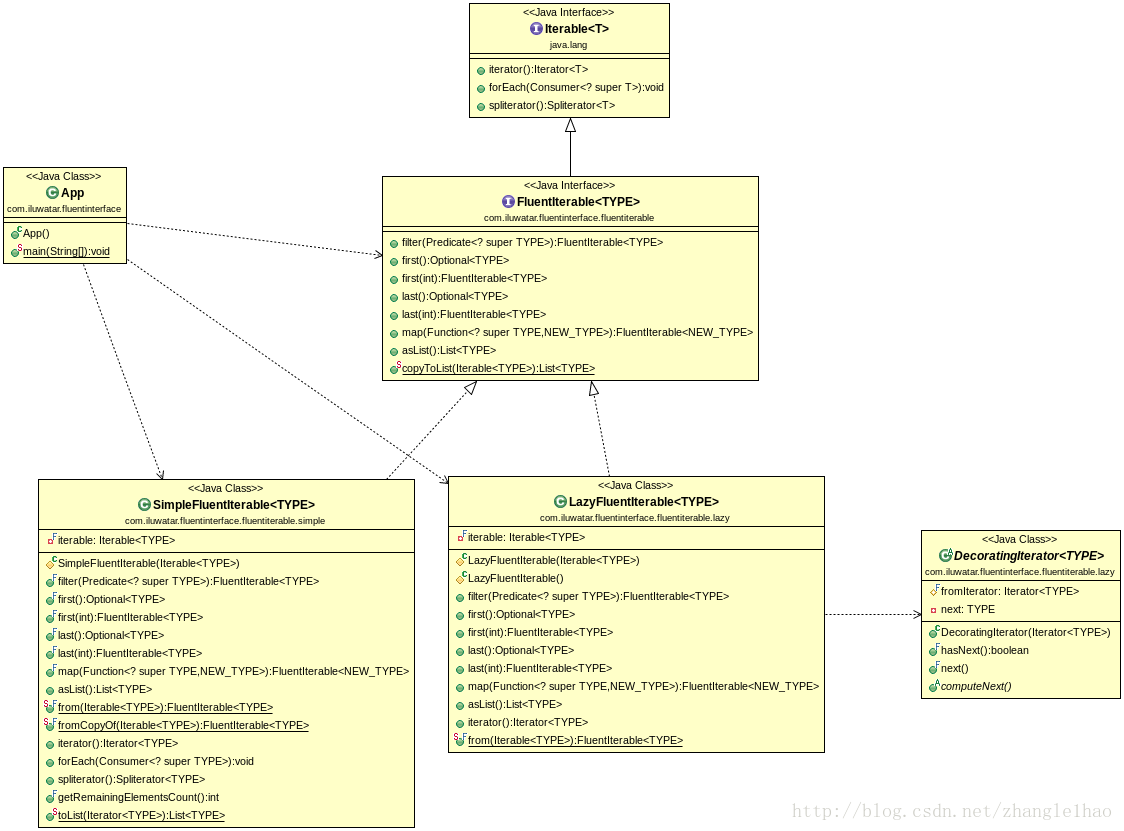 <<Java Interface>>
Iterable<T>
java.lang
iterator():Iterator<T>
forEach(Consumer<? super T>):void
spliterator():Spliterator<T>
<<Java Class>>
App
com.iluwatar.fluentinterface
App()
main(String[]):void
<<Java Interface>>
FluentIterable<TYPE>
com.iluwatar.fluentinterface.fluentiterable
filter(Predicate<? super TYPE>):FluentIterable<TYPE>
first():Optional<TYPE>
first(int):FluentIterable<TYPE>
last():Optional<TYPE>
last(int):FluentIterable<TYPE>
map(Function<? super TYPE,NEW_TYPE>):FluentIterable<NEW_TYPE>
asList():List<TYPE>
copyToList(Iterable<TYPE>):List<TYPE>
<<Java Class>>
SimpleFluentIterable<TYPE>
com.iluwatar.fluentinterface.fluentiterable.simple
iterable: Iterable<TYPE>
SimpleFluentIterable(Iterable<TYPE>)
filter(Predicate<? super TYPE>):FluentIterable<TYPE>
first():Optional<TYPE>
first(int):FluentIterable<TYPE>
last():Optional<TYPE>
last(int):FluentIterable<TYPE>
map(Function<? super TYPE,NEW_TYPE>):FluentIterable<NEW_TYPE>
asList():List<TYPE>
from(Iterable<TYPE>):FluentIterable<TYPE>
fromCopyOf(Iterable<TYPE>):FluentIterable<TYPE>
iterator():Iterator<TYPE>
forEach(Consumer<? super TYPE>):void
spliterator():Spliterator<TYPE>
getRemainingElementsCount():int
toList(Iterator<TYPE>):List<TYPE>
<<Java Class>>
LazyFluentIterable<TYPE>
com.iluwatar.fluentinterface.fluentiterable.lazy
iterable: Iterable<TYPE>
LazyFluentIterable(Iterable<TYPE>)
LazyFluentIterable()
filter(Predicate<? super TYPE>):FluentIterable<TYPE>
first():Optional<TYPE>
first(int):FluentIterable<TYPE>
last():Optional<TYPE>
last(int):FluentIterable<TYPE>
map(Function<? super TYPE,NEW_TYPE>):FluentIterable<NEW_TYPE>
asList():List<TYPE>
iterator():Iterator<TYPE>
from(Iterable<TYPE>):FluentIterable<TYPE>
<<Java Class>>
DecoratingIterator<TYPE>
com.iluwatar.fluentinterface.fluentiterable.lazy
fromIterator: Iterator<TYPE>
next: TYPE
DecoratingIterator(Iterator<TYPE>)
hasNext():boolean
next()
computeNext()
http://blog.csdn.net/zhanglelhao